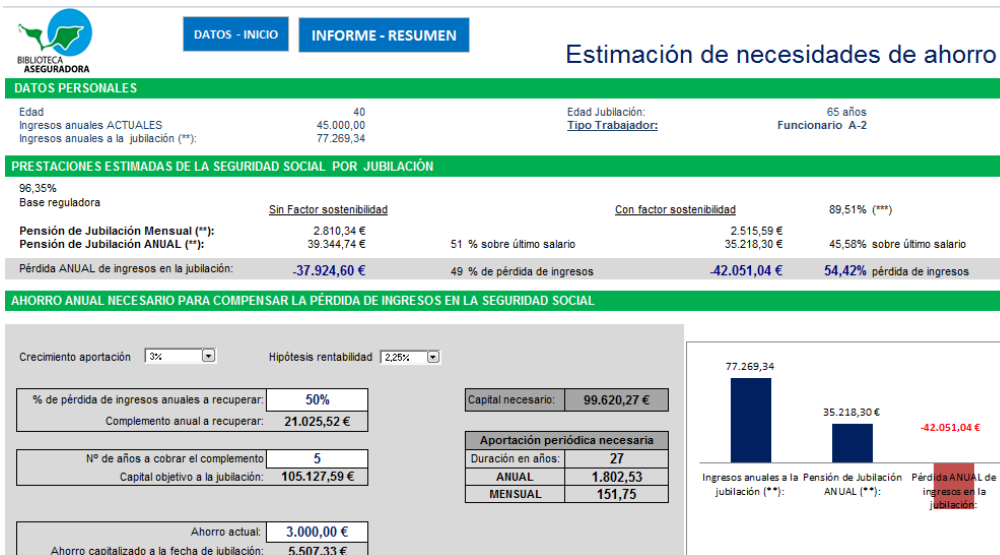 BIBLIOTECA
ASEGURADORA
DATOS - INICIO
INFORME - RESUMEN
Estimación de necesidades de ahorro
DATOS PERSONALES
Edad 40 Edad Jubilación: 65 años
Ingresos anuales ACTUALES 45.000,00 Tipo Trabajador: Funcionario A-2
Ingresos anuales a la jubilación (**): 77.269,34
PRESTACIONES ESTIMADAS DE LA SEGURIDAD SOCIAL POR JUBILACIÓN
96,35%
Base reguladora
Sin Factor sostenibilidad Con factor sostenibilidad 89,51% (***)
Pensión de Jubilación Mensual (**): 2.810,34 € 2.515,59 €
Pensión de Jubilación ANUAL (**): 39.344,74 € 51 % sobre último salario 35.218,30 € 45,58% sobre último salario
Pérdida ANUAL de ingresos en la jubilación: -37.924,60 € 49 % de pérdida de ingresos -42.051,04 € 54,42% pérdida de ingresos
AHORRO ANUAL NECESARIO PARA COMPENSAR LA PÉRDIDA DE INGRESOS EN LA SEGURIDAD SOCIAL
Crecimiento aportación 3% Hipótesis rentabilidad 2,25%
% de pérdida de ingresos anuales a recuperar: 50%
Complemento anual a recuperar: 21.025,52 €
Nº de años a cobrar el complemento 5
Capital objetivo a la jubilación: 105.127,59 €
Ahorro actual: 3.000,00 €
Ahorro capitalizado a la fecha de jubilación: 5.507,33 €
Capital necesario: 99.620,27 €
Aportación periódica necesaria
Duración en años: 27
ANUAL 1.802,53
MENSUAL 151,75
77.269,34
35.218,30 €
-42.051,04 €
Ingresos anuales a la jubilación (**):
Pensión de Jubilación ANUAL (**):
Pérdida ANUAL de ingresos en la jubilación: